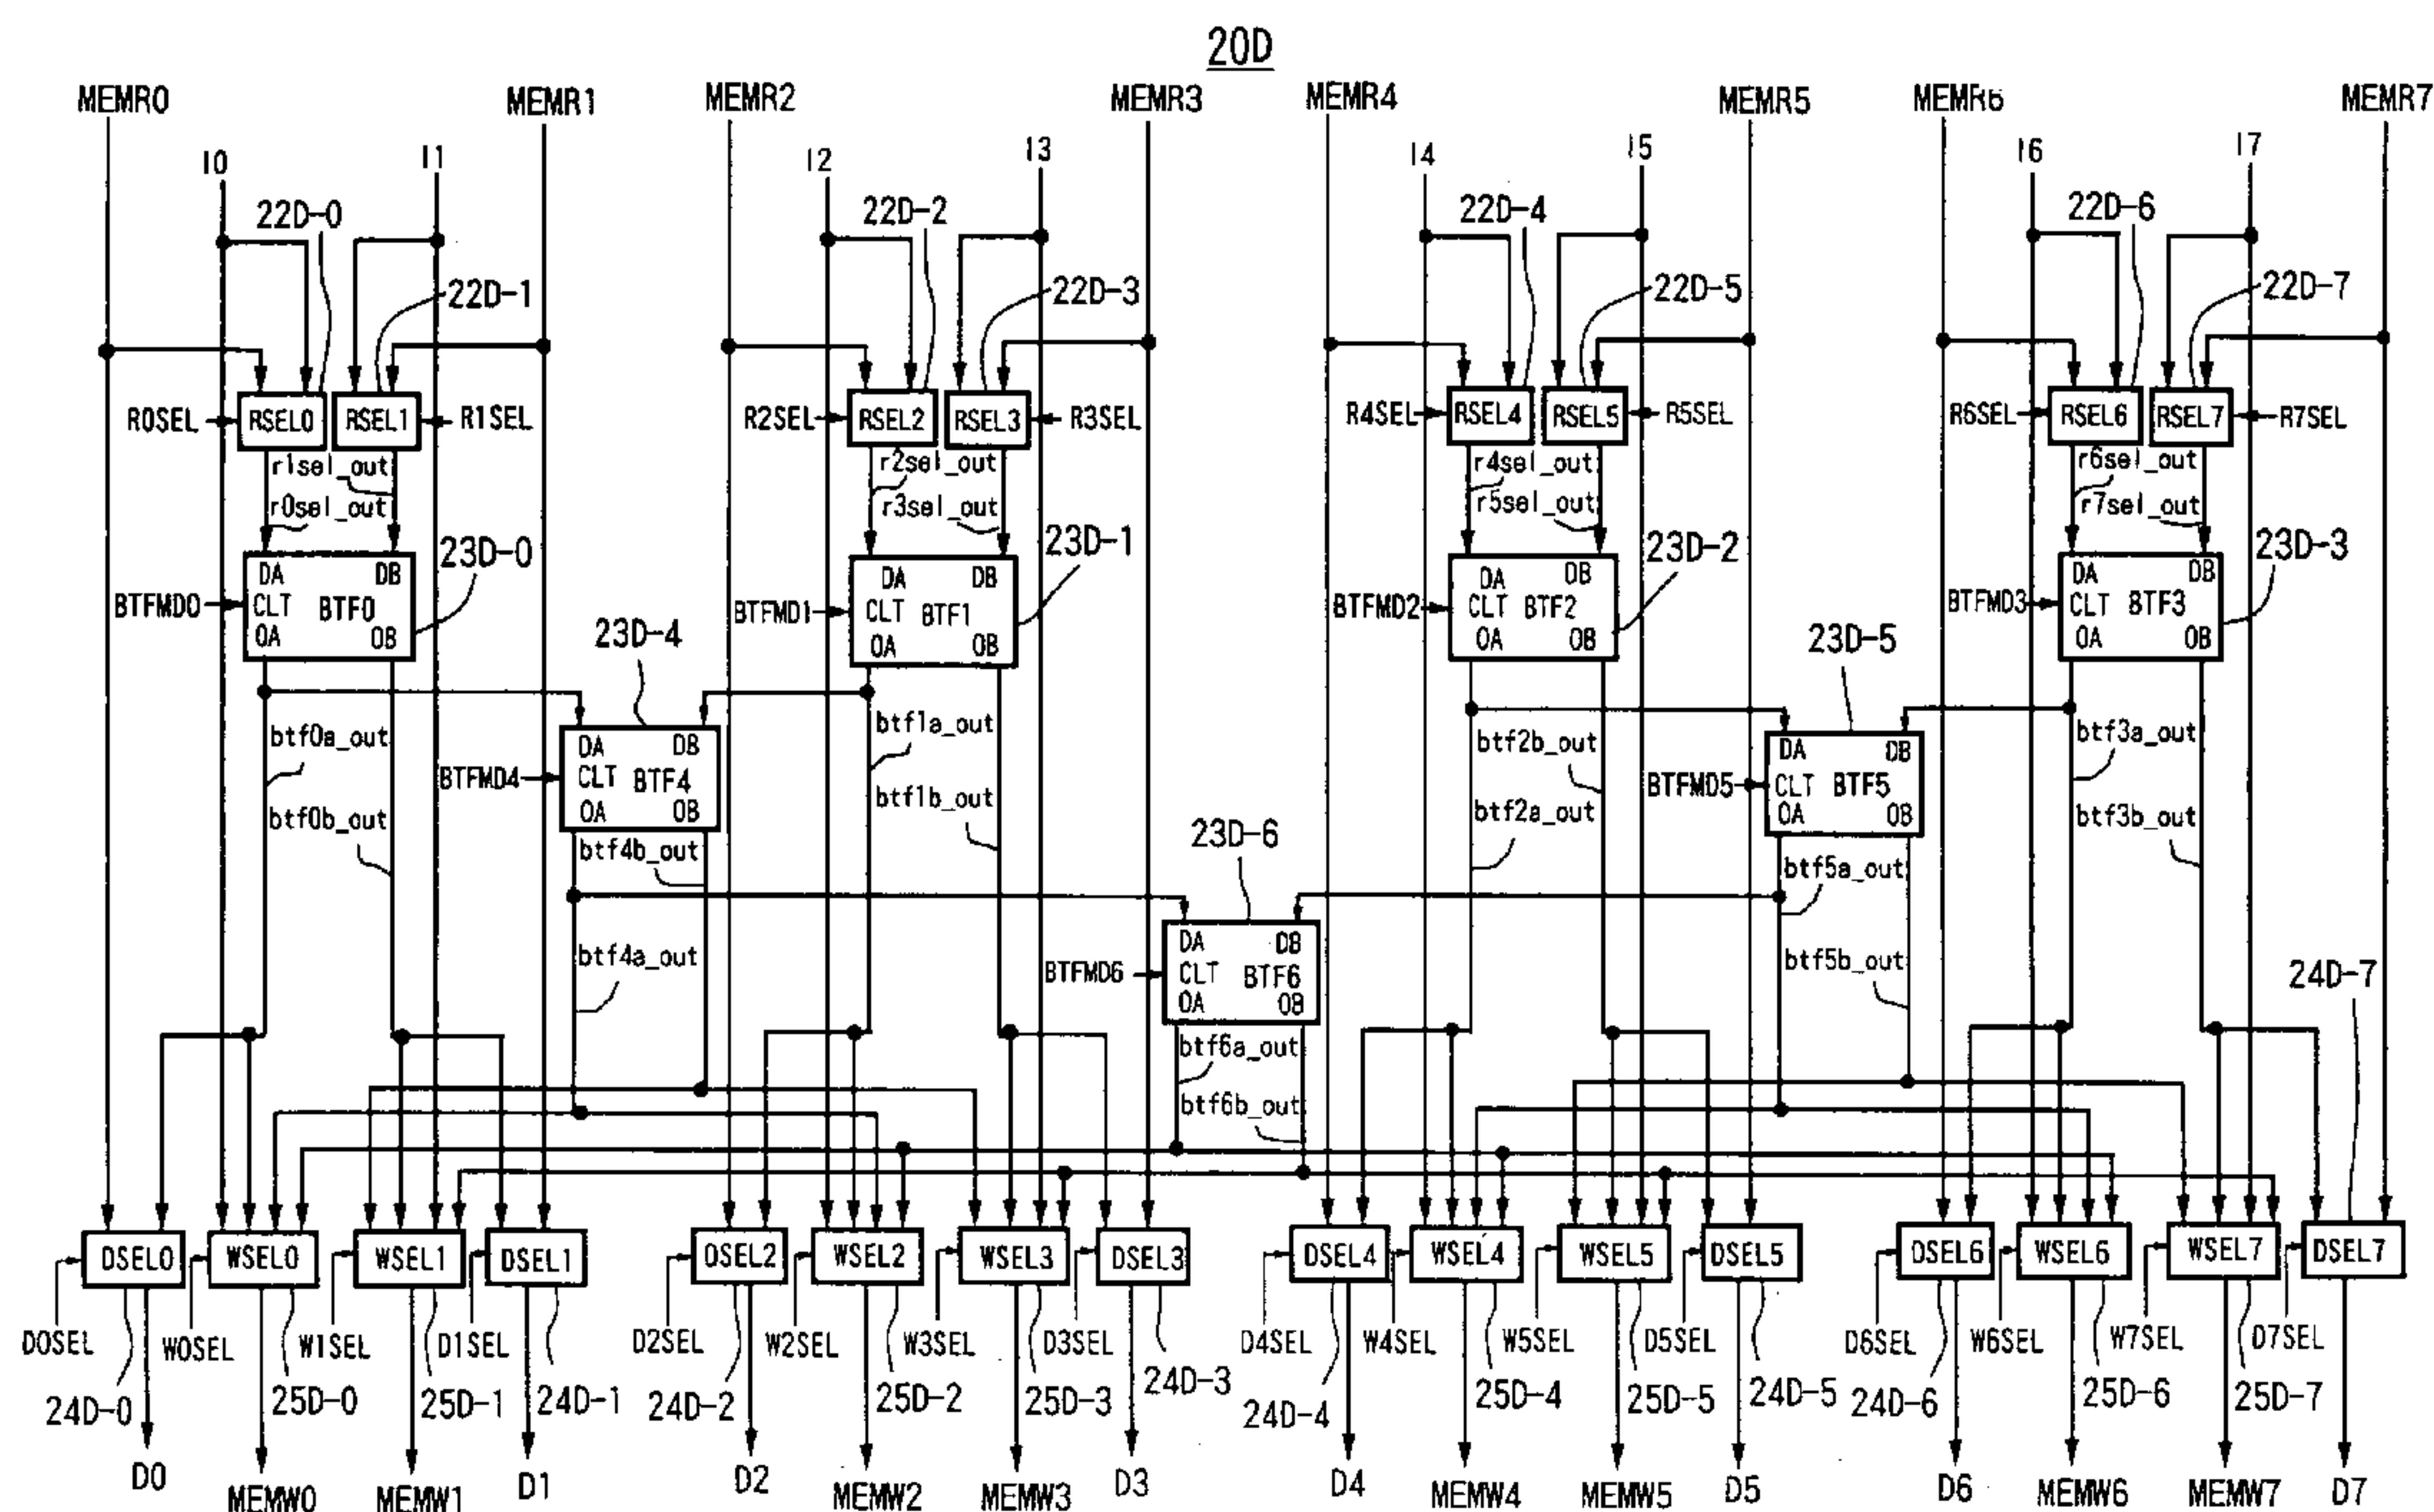 20D
MEMR0 MEMR1 MEMR2 MEMR3 MEMR4 MEMR5 MEMR6 MEMR7
I0 I1 I2 I3 I4 I5 I6 I7
22D-0 22D-2 22D-4 22D-6
22D-1 22D-3 22D-5 22D-7
R0SEL RSEL0 RSEL1 R1SEL R2SEL RSEL2 RSEL3 R3SEL R4SEL RSEL4 RSEL5 R5SEL R6SEL RSEL6 RSEL7 R7SEL
r1sel_out r2sel_out r4sel_out r6sel_out
r0sel_out r3sel_out r5sel_out r7sel_out
23D-0 23D-1 23D-2 23D-3
DA DB DA DB DA DB DA DB
BTFMD0 CLT BTF0 BTFMD1 CLT BTF1 BTFMD2 CLT BTF2 BTFMD3 CLT BTF3
OA OB OA OB OA OB OA OB
23D-4 23D-5
btf0a_out btf1a_out btf2b_out btf3a_out
DA DB DA DB
BTFMD4 CLT BTF4 BTFMD5 CLT BTF5
OA OB OA OB
btf0b_out btf1b_out btf2a_out btf3b_out
23D-6
btf4b_out btf5a_out
DA DB
BTFMD6 CLT BTF6
OA OB
btf4a_out btf5b_out
24D-7
btf6a_out
btf6b_out
DSEL0 WSEL0 WSEL1 DSEL1 DSEL2 WSEL2 WSEL3 DSEL3 DSEL4 WSEL4 WSEL5 DSEL5 DSEL6 WSEL6 WSEL7 DSEL7
D0SEL W0SEL W1SEL D1SEL D2SEL W2SEL W3SEL D3SEL D4SEL W4SEL W5SEL D5SEL D6SEL W6SEL W7SEL D7SEL
24D-0 25D-0 25D-1 24D-1 24D-2 25D-2 25D-3 24D-3 24D-4 25D-4 25D-5 24D-5 24D-6 25D-6 25D-7
D0 MEMW0 MEMW1 D1 D2 MEMW2 MEMW3 D3 D4 MEMW4 MEMW5 D5 D6 MEMW6 MEMW7 D7